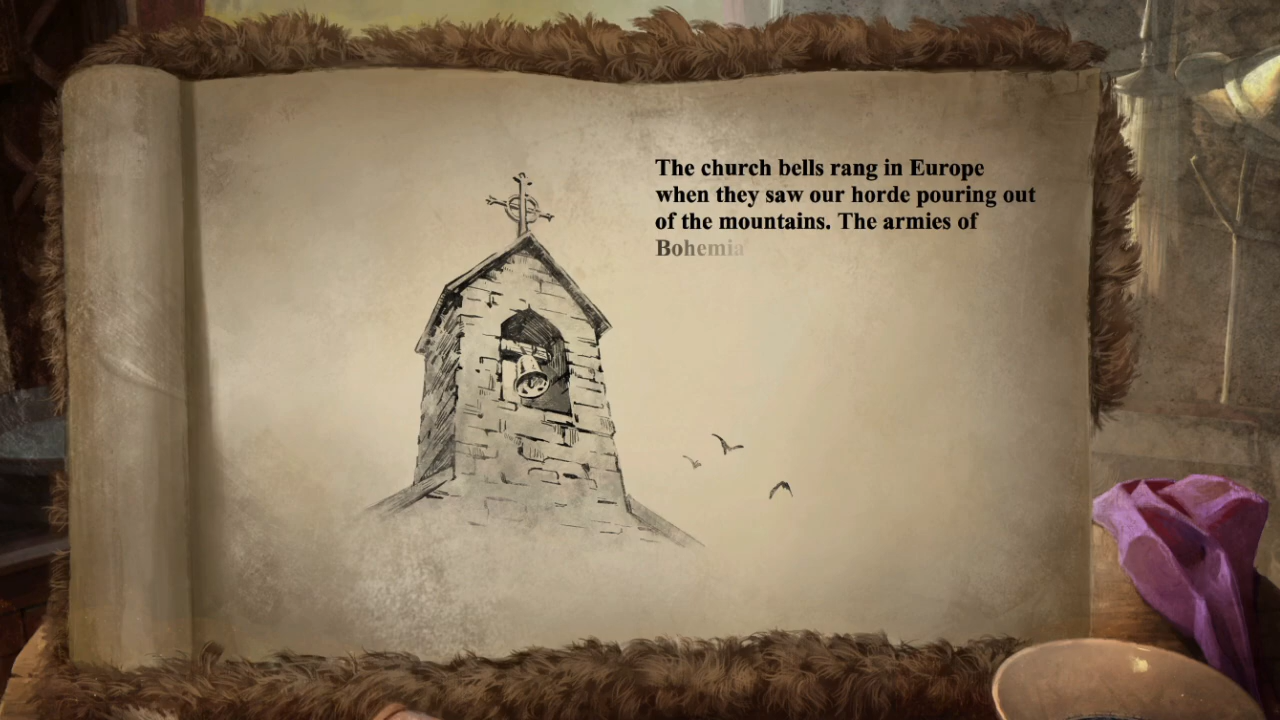 The church bells rang in Europe
when they saw our horde pouring out
of the mountains. The armies of
Bohemia